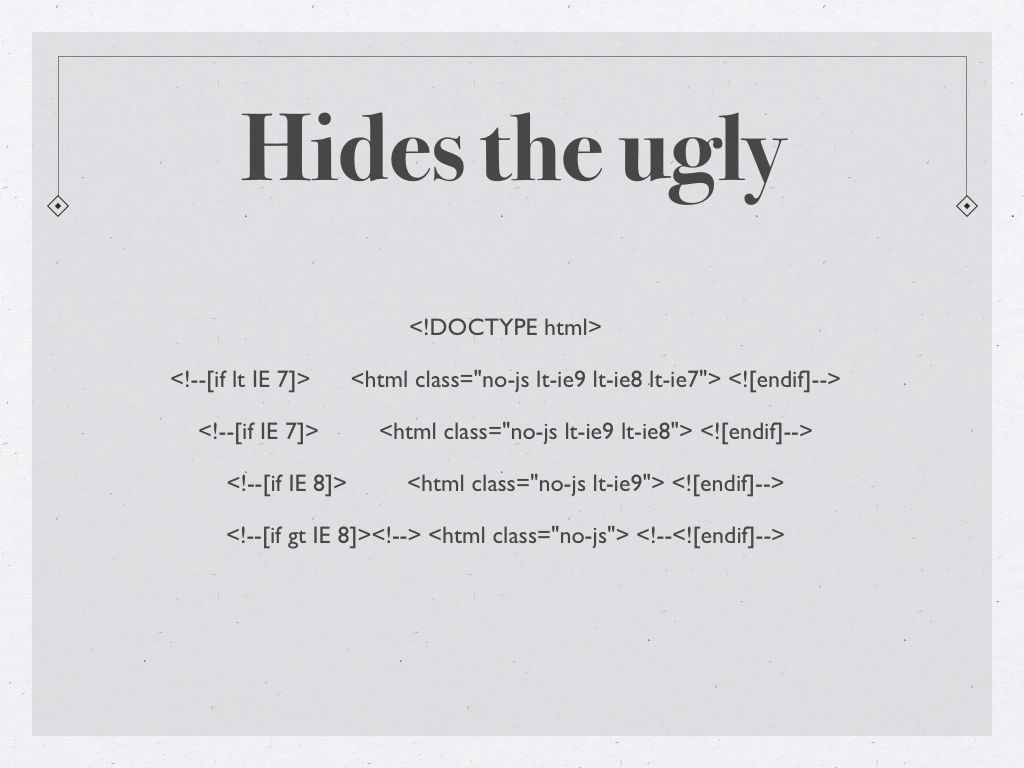 Hides the ugly
<!DOCTYPE html>
<!--[if lt IE 7]>      <html class="no-js lt-ie9 lt-ie8 lt-ie7"> <![endif]-->
<!--[if IE 7]>         <html class="no-js lt-ie9 lt-ie8"> <![endif]-->
<!--[if IE 8]>         <html class="no-js lt-ie9"> <![endif]-->
<!--[if gt IE 8]><!--> <html class="no-js"> <!--<![endif]-->